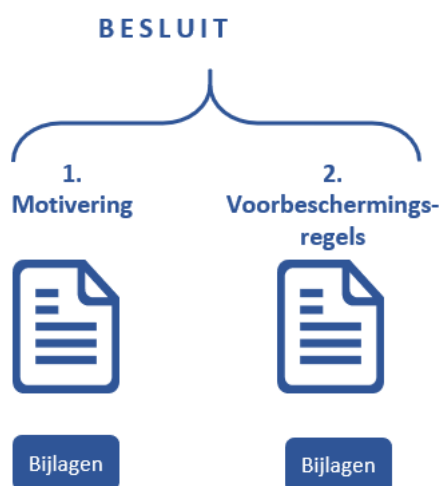 BESLUIT
1.
Motivering
2.
Voorbeschermings-
regels
Bijlagen
Bijlagen